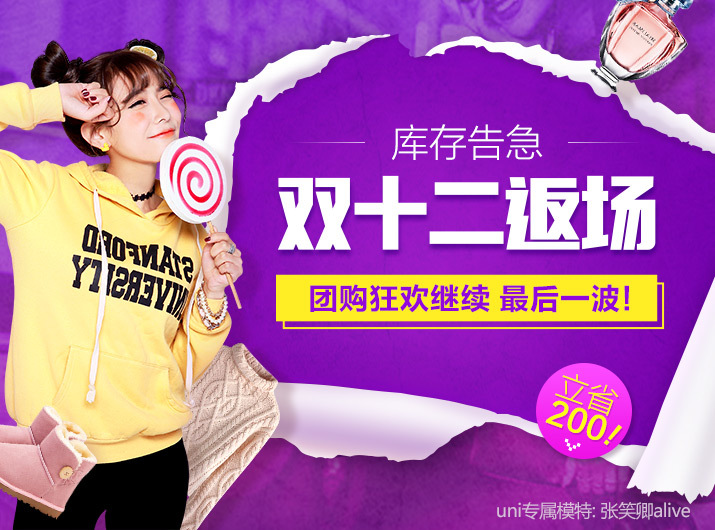 库存告急
双十二返场
团购狂欢继续 最后一波!
STANFORD
UNIVERSITY
立省
200!
uni专属模特: 张笑卿alive